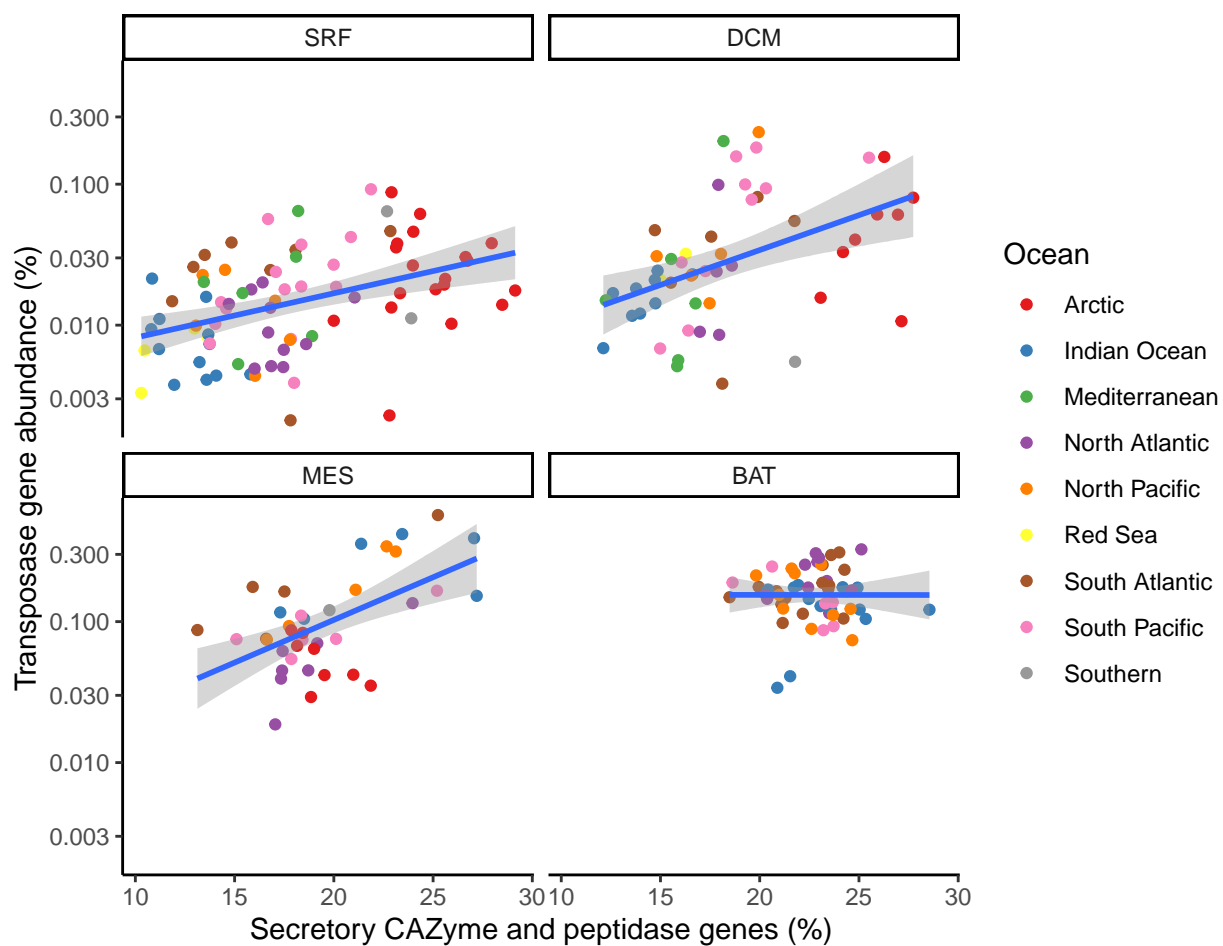 SRF
DCM
0.300
0.100
0.030
0.010
0.003
MES
BAT
0.300
0.100
0.030
0.010
0.003
10 15 20 25 30
10 15 20 25 30
Secretory CAZyme and peptidase genes (%)
Transposase gene abundance (%)
Ocean
Arctic
Indian Ocean
Mediterranean
North Atlantic
North Pacific
Red Sea
South Atlantic
South Pacific
Southern